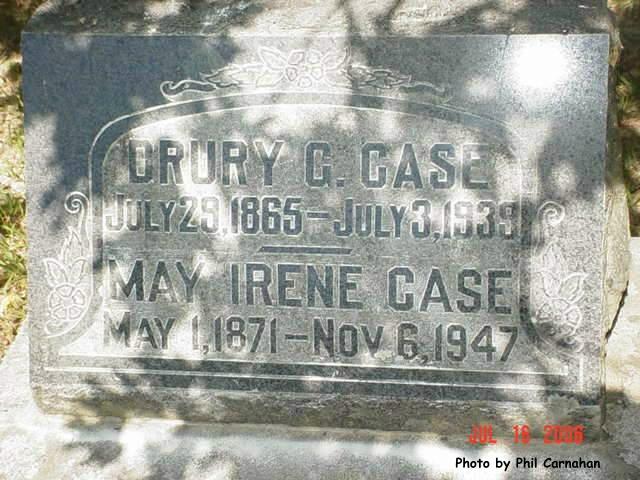 DRURY G. CASE
JULY 29, 1865 – JULY 3, 1939
MAY IRENE CASE
MAY 1, 1871 – NOV 6, 1947
JUL 16 2006
Photo by Phil Carnahan